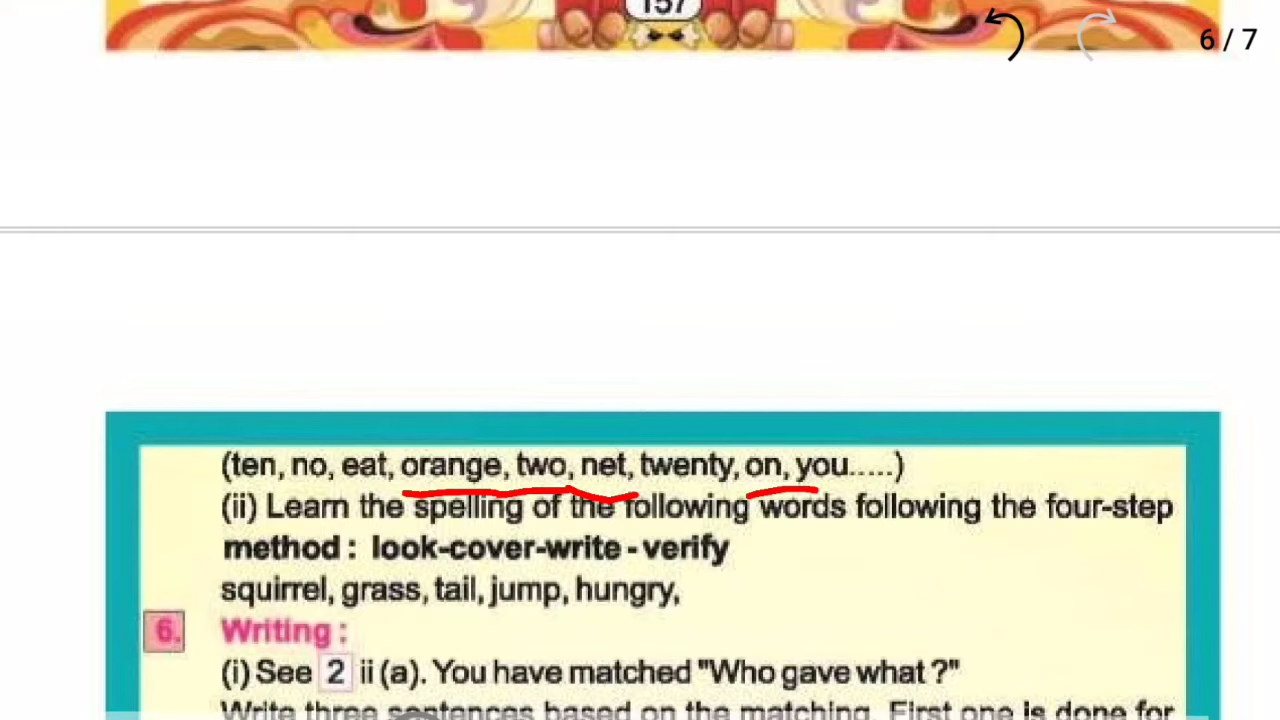 157
6 / 7
(ten, no, eat, orange, two, net, twenty, on, you.....)
(ii) Learn the spelling of the following words following the four-step
method : look-cover-write - verify
squirrel, grass, tail, jump, hungry,
6. Writing :
(i) See 2 ii (a). You have matched "Who gave what ?"
Write three sentences based on the matching. First one is done for